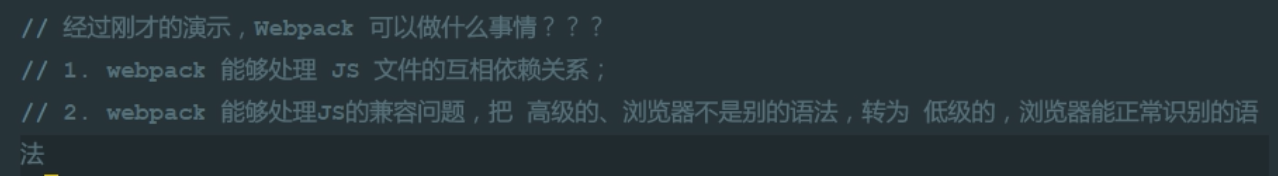 // 经过刚才的演示，Webpack 可以做什么事情？？？
// 1. webpack 能够处理 JS 文件的互相依赖关系；
// 2. webpack 能够处理JS的兼容问题，把 高级的、浏览器不是别的语法，转为 低级的，浏览器能正常识别的语
法